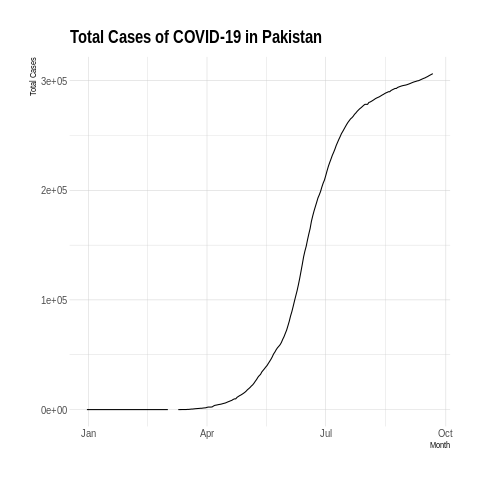 Total Cases of COVID-19 in Pakistan
Total Cases
3e+05
2e+05
1e+05
0e+00
Jan Apr Jul Oct
Month